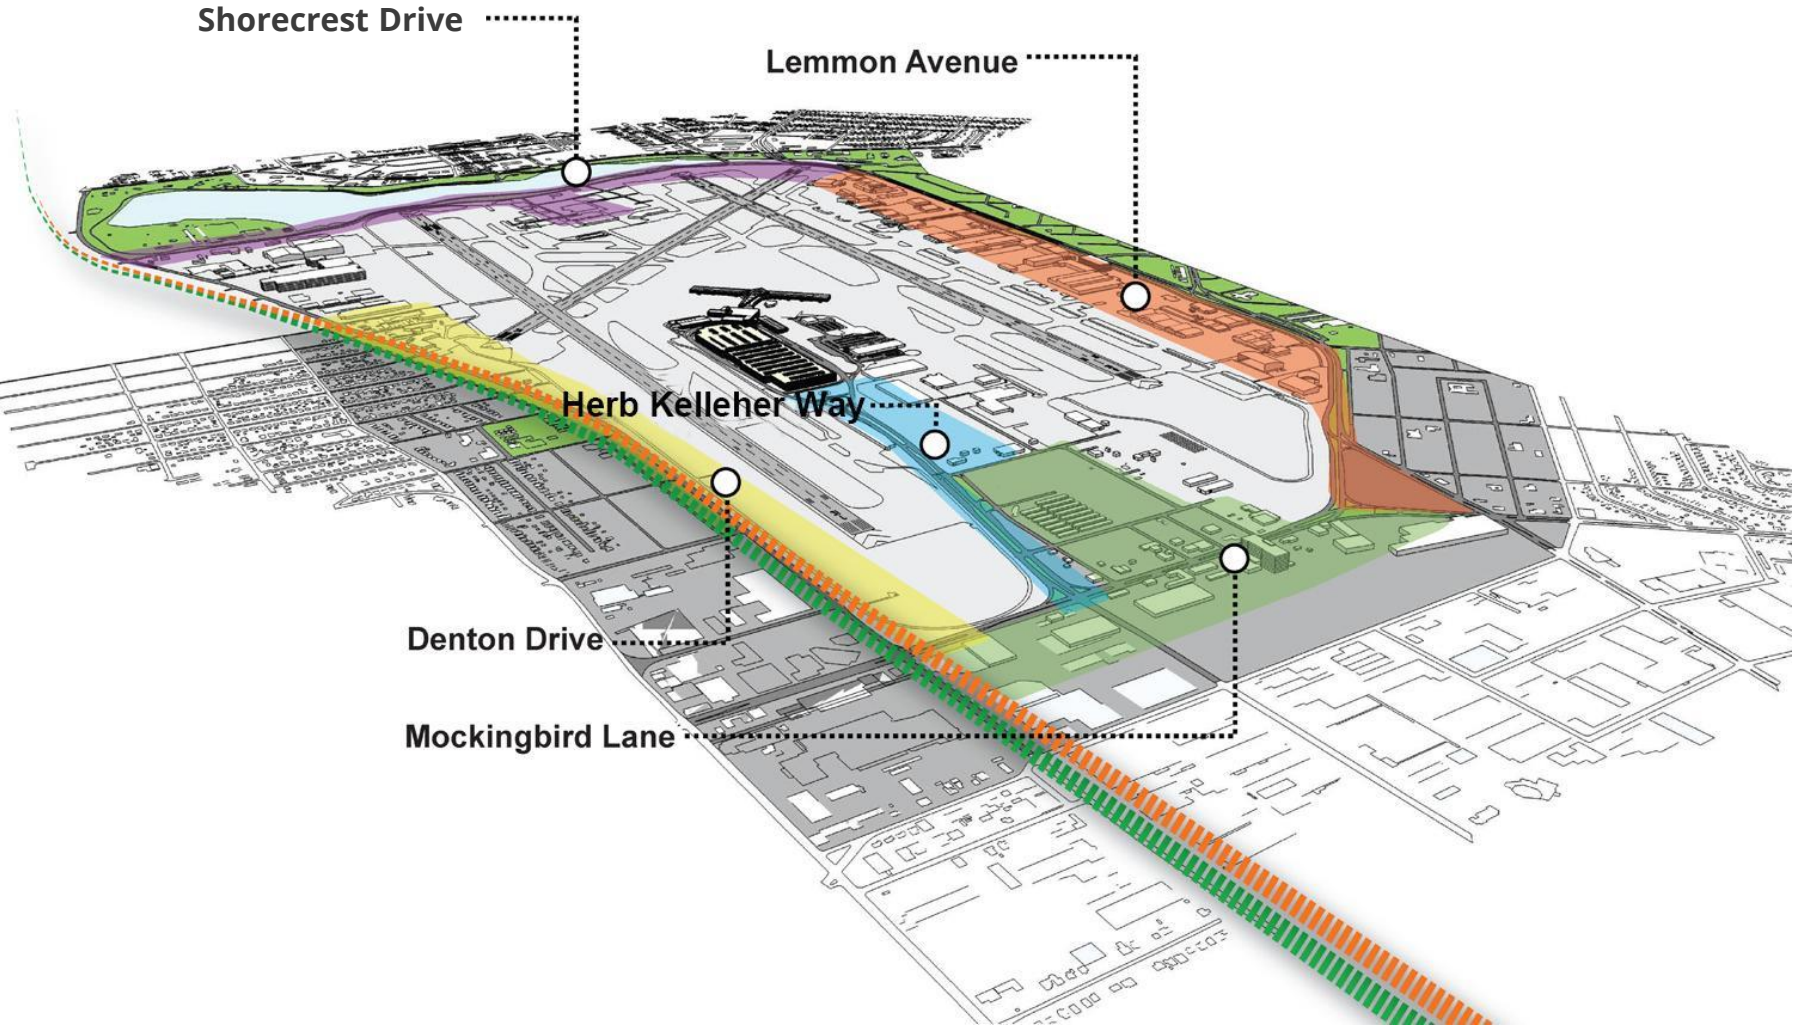 Shorecrest Drive
Lemmon Avenue
Herb Kelleher Way
Denton Drive
Mockingbird Lane